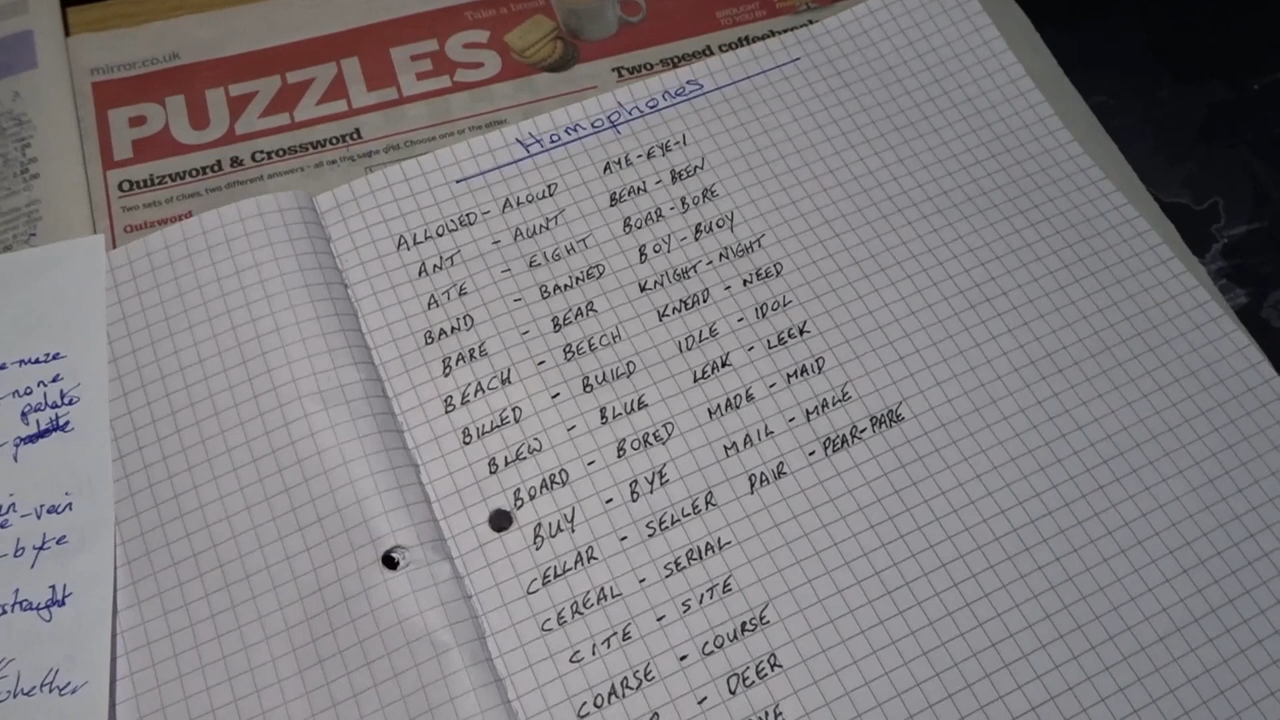 mirror.co.uk
Take a break
BROUGHT
TO YOU BY
PUZZLES
Two-speed coffeebreak
Quizword & Crossword
Two sets of clues, two different answers - all on the same grid. Choose one or the other.
Quizword
Homophones
ALLOWED - ALOUD AYE-EYE-I
ANT - AUNT BEAN - BEEN
ATE - EIGHT BOAR-BORE
BAND - BANNED BOY-BUOY
BARE - BEAR KNIGHT-NIGHT
BEACH - BEECH KNEAD - NEED
BILLED - BUILD IDLE - IDOL
BLEW - BLUE LEAK - LEEK
BOARD - BORED MADE - MAID
BUY - BYE MAIL - MALE
CELLAR - SELLER PAIR - PEAR-PARE
CEREAL - SERIAL
CITE - SITE
COARSE - COURSE
- DEER
-maze
-none
palate
-vein
-byte
straight
whether